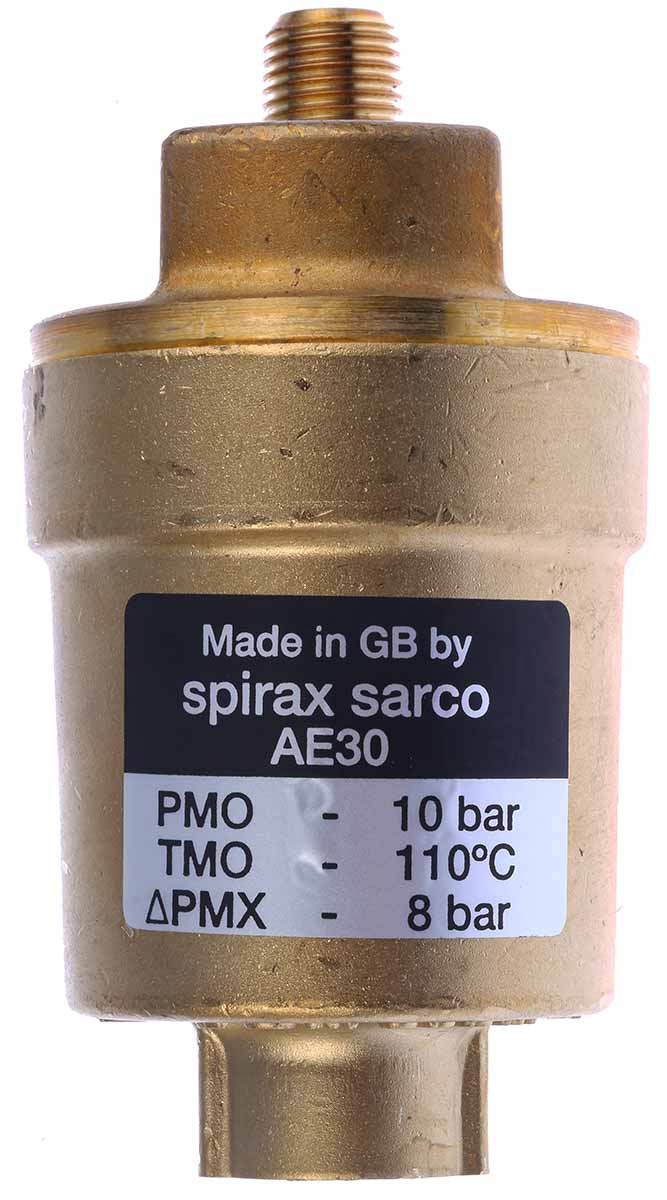 Made in GB by
spirax sarco
AE30
PMO - 10 bar
TMO - 110ºC
ΔPMX - 8 bar